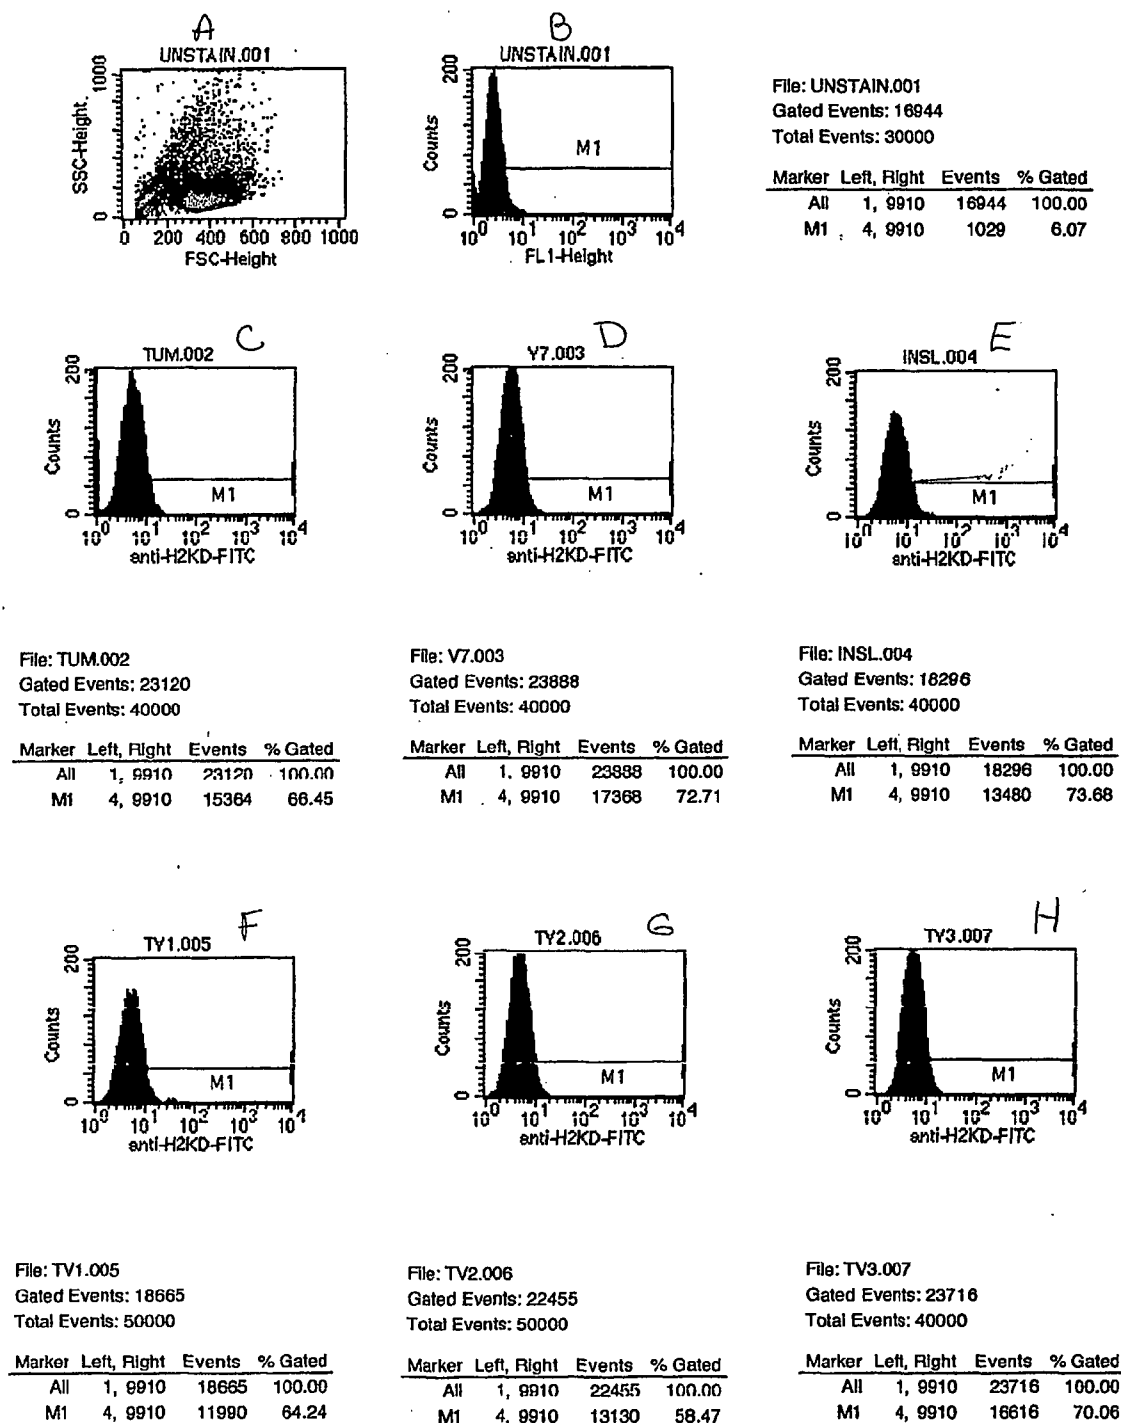 A
UNSTAIN.001
1000
SSC-Height
0
0 200 400 600 800 1000
FSC-Height
B
UNSTAIN.001
200
Counts
0
M1
10^0 10^1 10^2 10^3 10^4
FL1-Height
File: UNSTAIN.001
Gated Events: 16944
Total Events: 30000
Marker Left, Right Events % Gated
All 1, 9910 16944 100.00
M1 4, 9910 1029 6.07
C
TUM.002
200
Counts
0
M1
10^0 10^1 10^2 10^3 10^4
anti-H2KD-FITC
D
V7.003
200
Counts
0
M1
10^0 10^1 10^2 10^3 10^4
anti-H2KD-FITC
E
INSL.004
200
Counts
0
M1
10^0 10^1 10^2 10^3 10^4
anti-H2KD-FITC
File: TUM.002
Gated Events: 23120
Total Events: 40000
Marker Left, Right Events % Gated
All 1, 9910 23120 100.00
M1 4, 9910 15364 66.45
File: V7.003
Gated Events: 23888
Total Events: 40000
Marker Left, Right Events % Gated
All 1, 9910 23888 100.00
M1 4, 9910 17368 72.71
File: INSL.004
Gated Events: 18296
Total Events: 40000
Marker Left, Right Events % Gated
All 1, 9910 18296 100.00
M1 4, 9910 13480 73.68
F
TV1.005
200
Counts
0
M1
10^0 10^1 10^2 10^3 10^4
anti-H2KD-FITC
G
TV2.006
200
Counts
0
M1
10^0 10^1 10^2 10^3 10^4
anti-H2KD-FITC
H
TV3.007
200
Counts
0
M1
10^0 10^1 10^2 10^3 10^4
anti-H2KD-FITC
File: TV1.005
Gated Events: 18665
Total Events: 50000
Marker Left, Right Events % Gated
All 1, 9910 18665 100.00
M1 4, 9910 11990 64.24
File: TV2.006
Gated Events: 22455
Total Events: 50000
Marker Left, Right Events % Gated
All 1, 9910 22455 100.00
M1 4, 9910 13130 58.47
File: TV3.007
Gated Events: 23716
Total Events: 40000
Marker Left, Right Events % Gated
All 1, 9910 23716 100.00
M1 4, 9910 16616 70.06